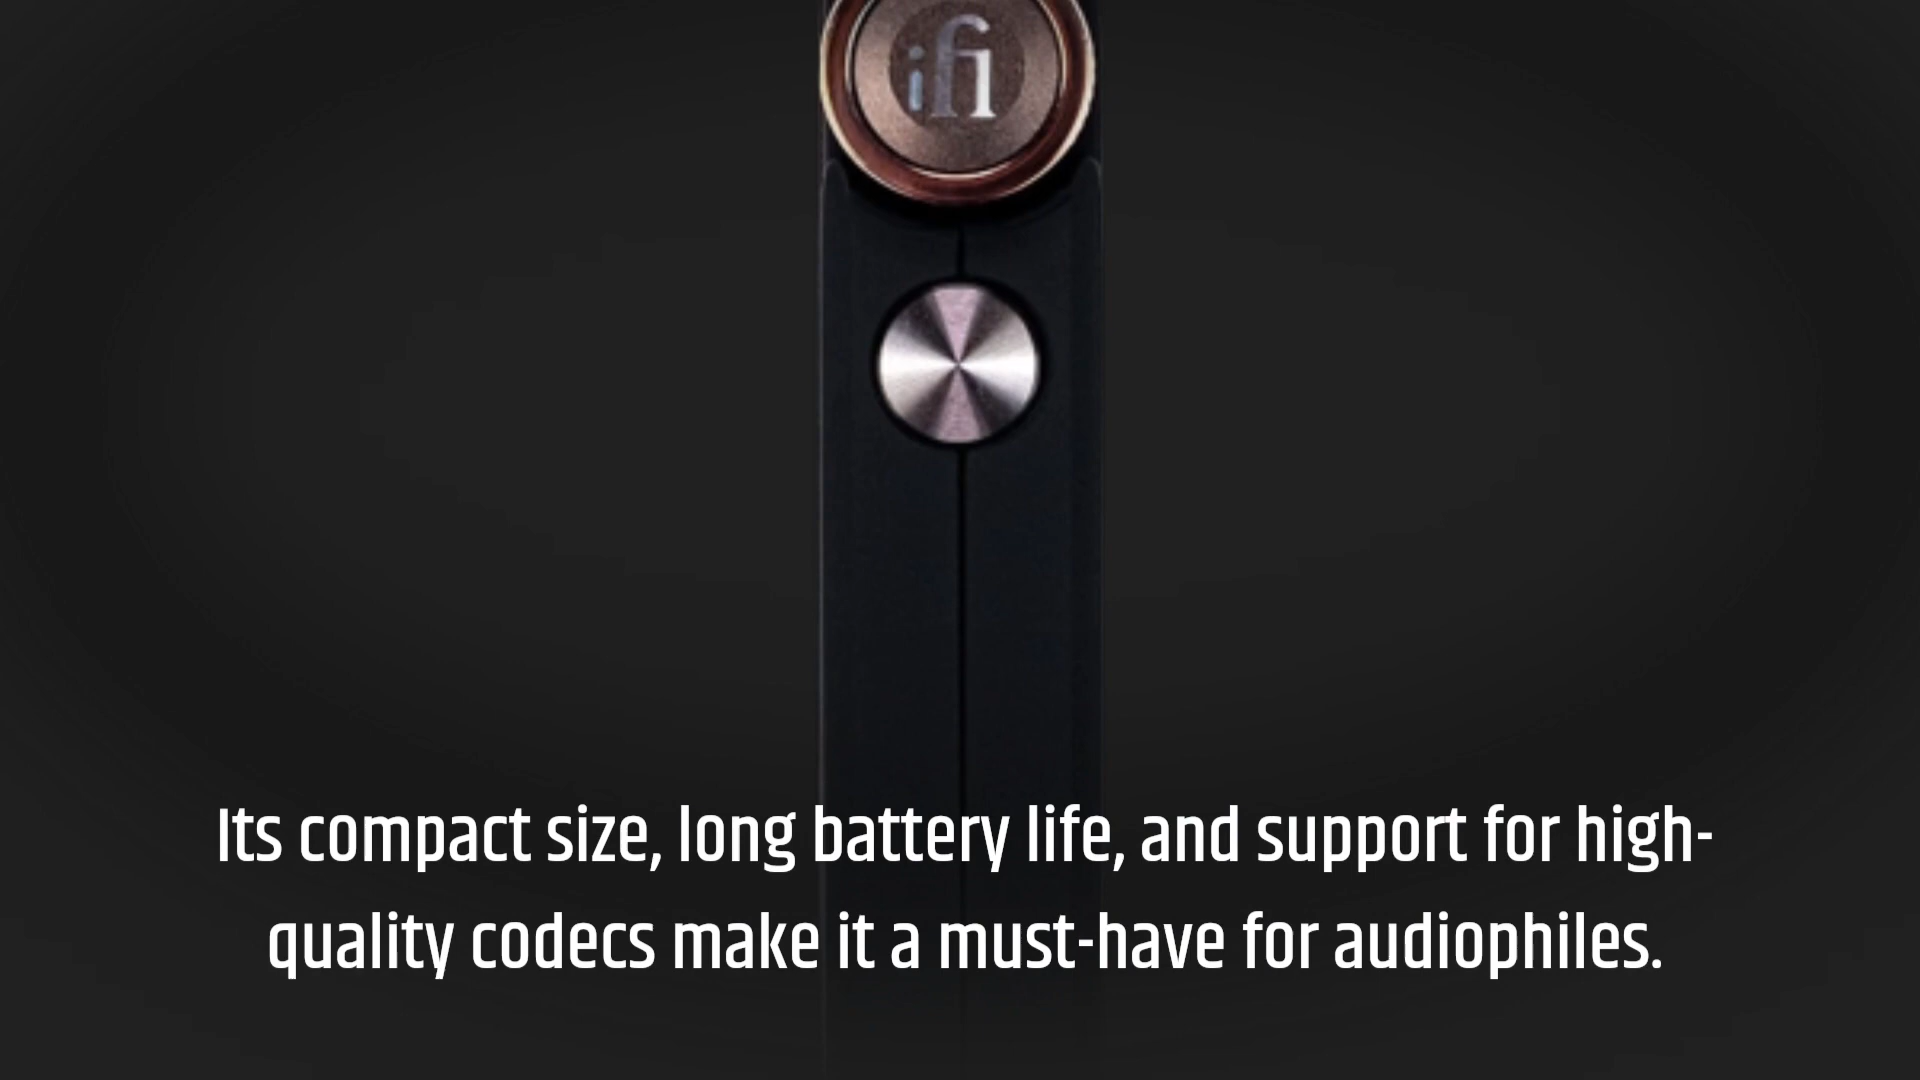 ifi
Its compact size, long battery life, and support for high-
quality codecs make it a must-have for audiophiles.